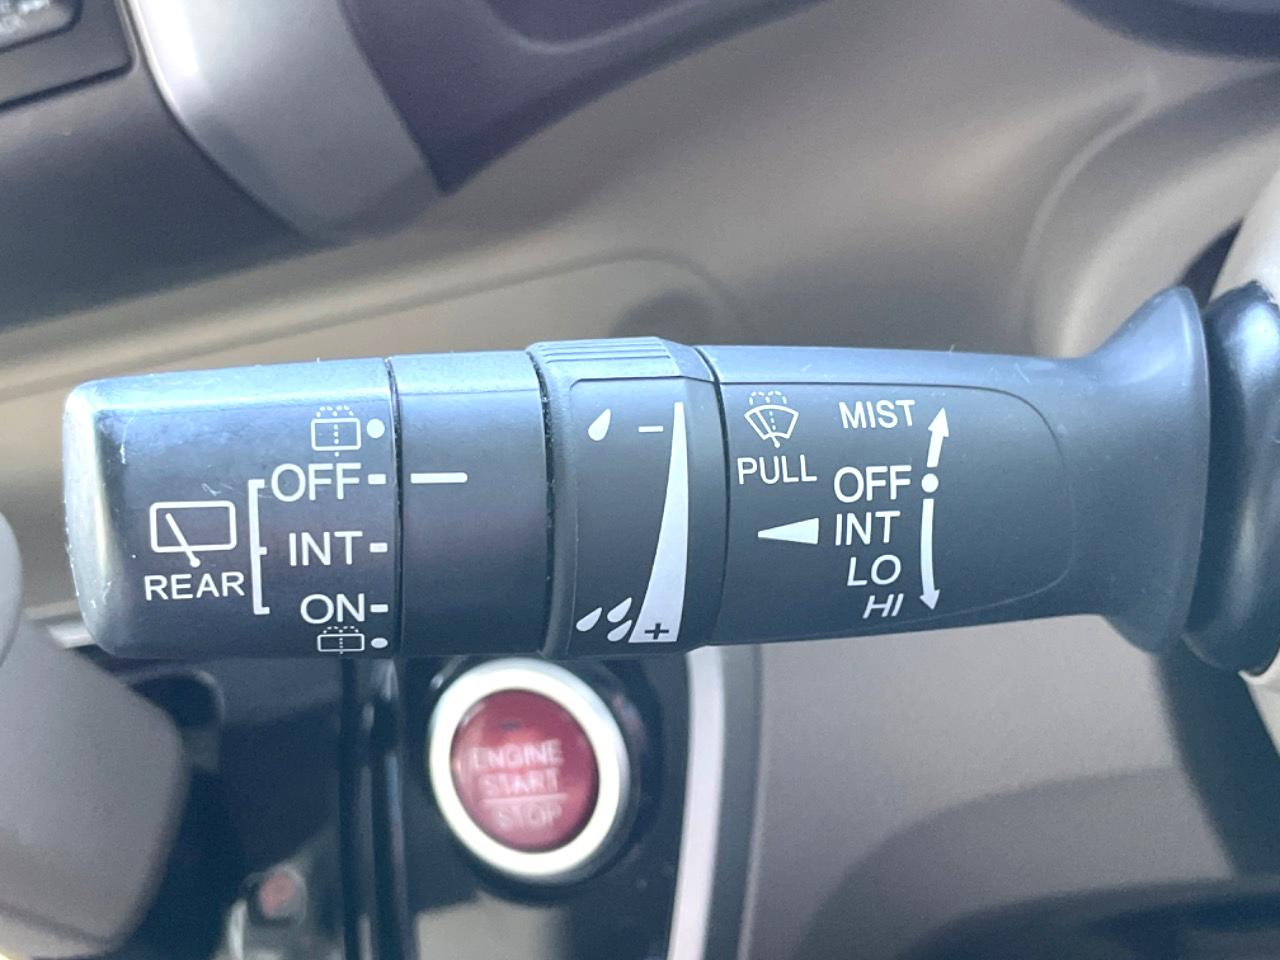 OFF
INT
ON
REAR
−
+
PULL
MIST
OFF
INT
LO
HI
ENGINE
START
STOP